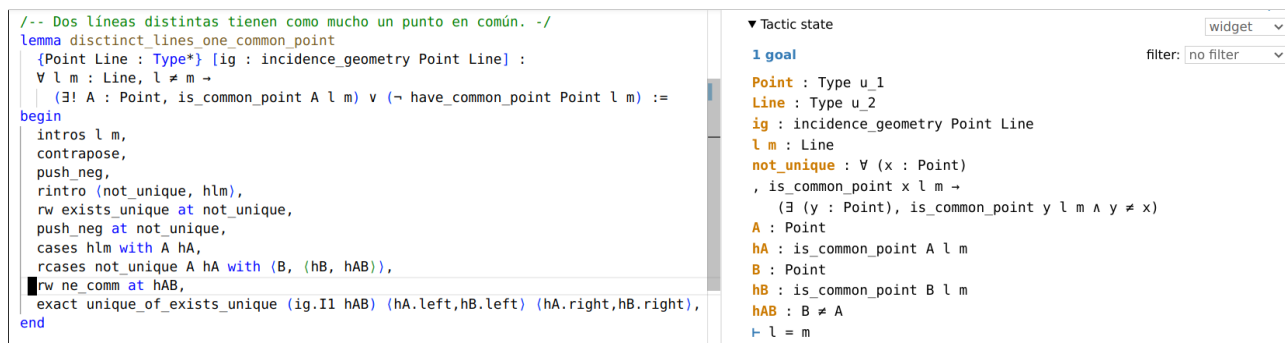 /-- Dos líneas distintas tienen como mucho un punto en común. -/
lemma disctinct_lines_one_common_point
{Point Line : Type*} [ig : incidence_geometry Point Line] :
∀ l m : Line, l ≠ m →
(∃! A : Point, is_common_point A l m) ∨ (¬ have_common_point Point l m) :=
begin
intros l m,
contrapose,
push_neg,
rintro ⟨not_unique, hlm⟩,
rw exists_unique at not_unique,
push_neg at not_unique,
cases hlm with A hA,
rcases not_unique A hA with ⟨B, ⟨hB, hAB⟩⟩,
rw ne_comm at hAB,
exact unique_of_exists_unique (ig.I1 hAB) ⟨hA.left,hB.left⟩ ⟨hA.right,hB.right⟩,
end
▼ Tactic state
widget
1 goal
filter: no filter
Point : Type u_1
Line : Type u_2
ig : incidence_geometry Point Line
l m : Line
not_unique : ∀ (x : Point)
, is_common_point x l m →
(∃ (y : Point), is_common_point y l m ∧ y ≠ x)
A : Point
hA : is_common_point A l m
B : Point
hB : is_common_point B l m
hAB : B ≠ A
⊢ l = m